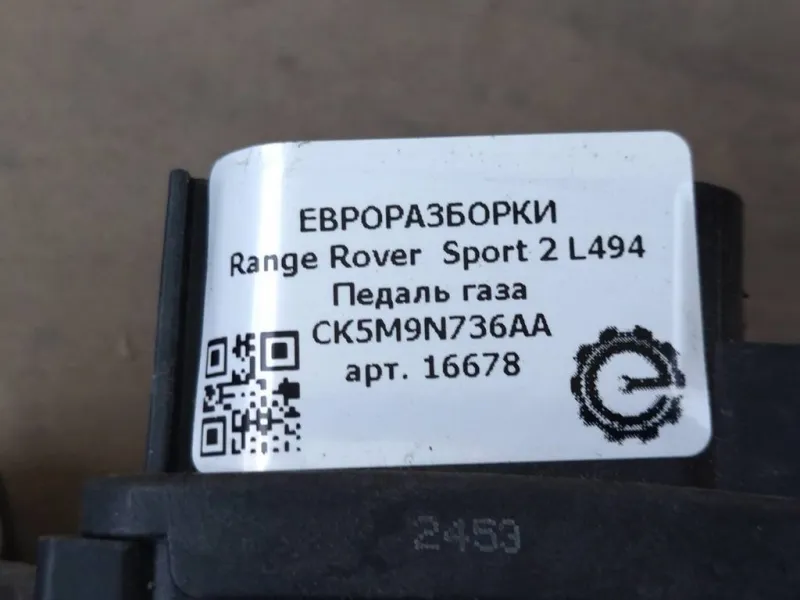 ЕВРОРАЗБОРКИ
Range Rover Sport 2 L494
Педаль газа
CK5M9N736AA
арт. 16678
2453